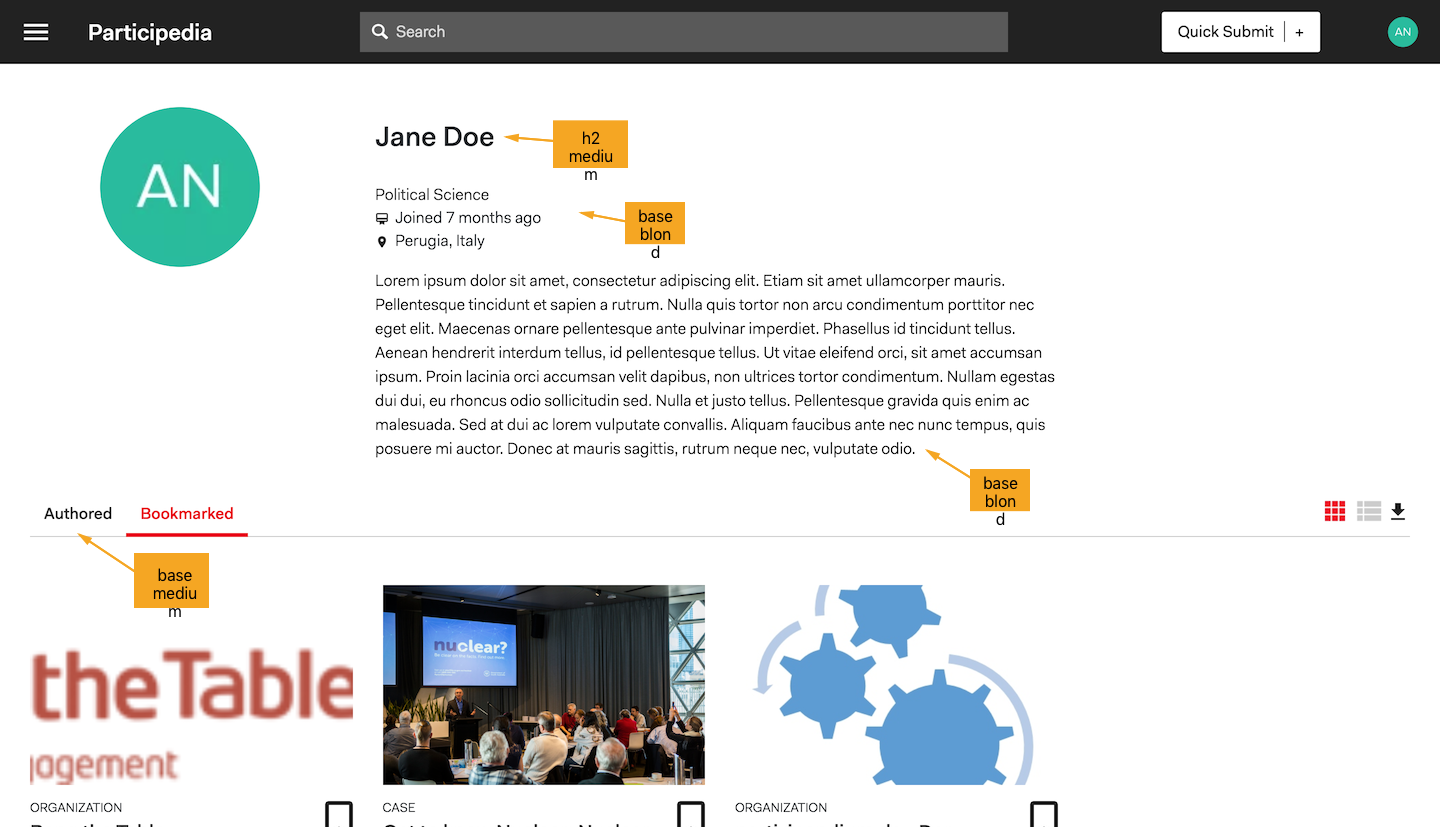 Participedia
Search
Quick Submit +
AN
AN
Jane Doe
h2
mediu
m
Political Science
Joined 7 months ago
Perugia, Italy
base
blon
d
Lorem ipsum dolor sit amet, consectetur adipiscing elit. Etiam sit amet ullamcorper mauris.
Pellentesque tincidunt et sapien a rutrum. Nulla quis tortor non arcu condimentum porttitor nec
eget elit. Maecenas ornare pellentesque ante pulvinar imperdiet. Phasellus id tincidunt tellus.
Aenean hendrerit interdum tellus, id pellentesque tellus. Ut vitae eleifend orci, sit amet accumsan
ipsum. Proin lacinia orci accumsan velit dapibus, non ultrices tortor condimentum. Nullam egestas
dui dui, eu rhoncus odio sollicitudin sed. Nulla et justo tellus. Pellentesque gravida quis enim ac
malesuada. Sed at dui ac lorem vulputate convallis. Aliquam faucibus ante nec nunc tempus, quis
posuere mi auctor. Donec at mauris sagittis, rutrum neque nec, vulputate odio.
base
blon
d
Authored
Bookmarked
base
mediu
m
the Table
gagement
nuclear?
ORGANIZATION
CASE
ORGANIZATION